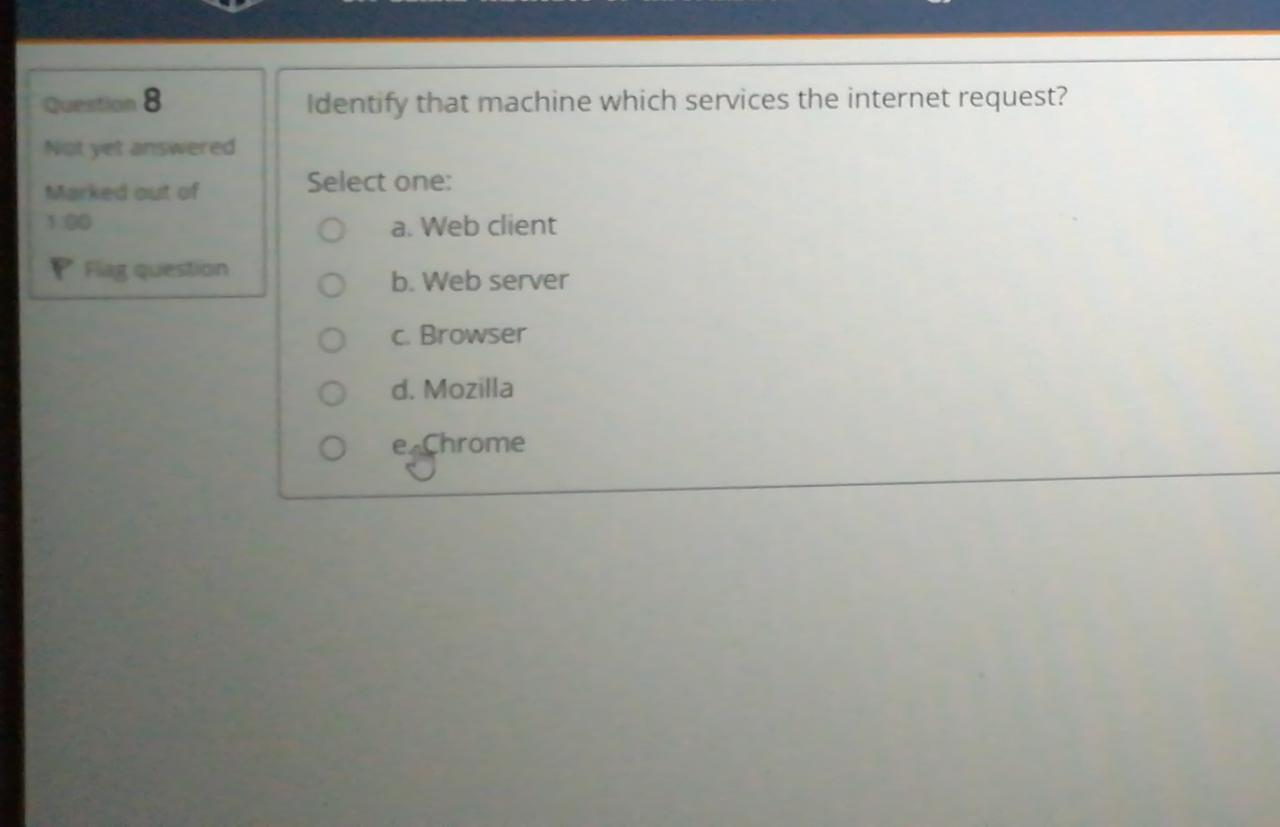 Question 8
Not yet answered
Marked out of
1.00
Flag question
Identify that machine which services the internet request?
Select one:
a. Web client
b. Web server
c. Browser
d. Mozilla
e. Chrome